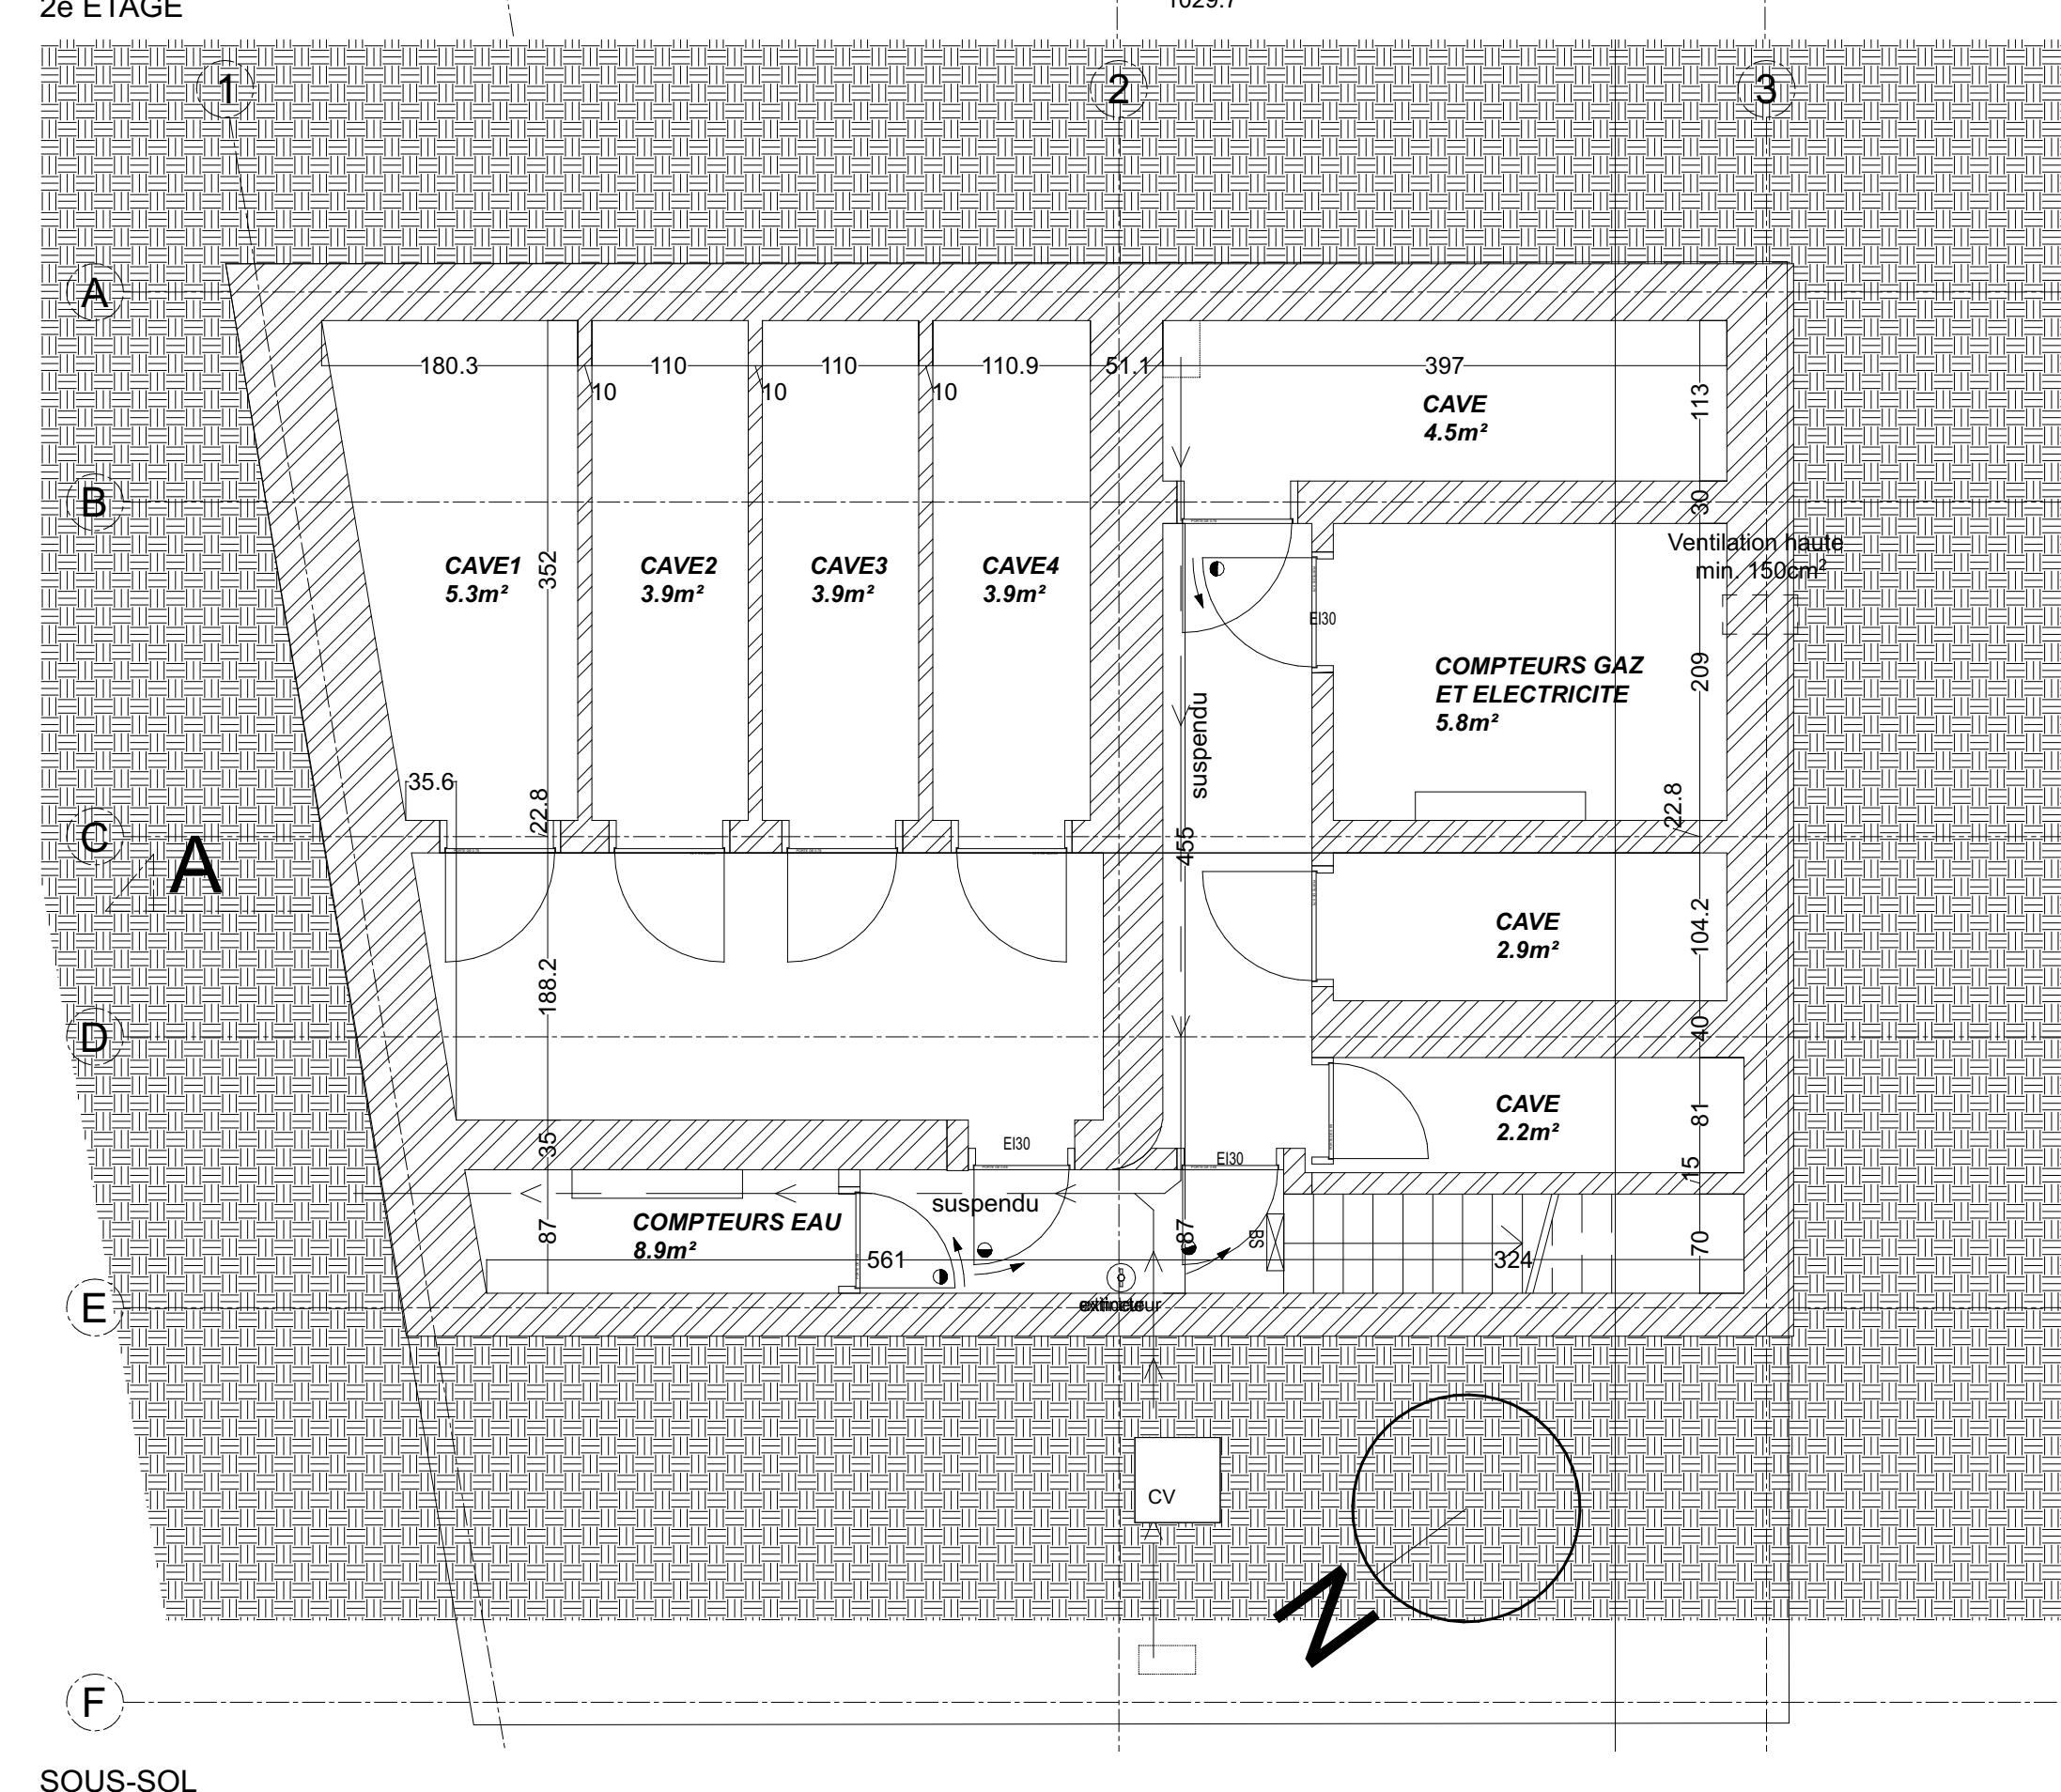 2e ETAGE
1029.7
1
2
3
A
B
C
D
E
F
A
180.3
10
110
10
110
10
110.9
51.1
397
CAVE
4.5m²
113
30
Ventilation haute
min. 150cm²
CAVE1
5.3m²
352
CAVE2
3.9m²
CAVE3
3.9m²
CAVE4
3.9m²
EI30
COMPTEURS GAZ
ET ELECTRICITE
5.8m²
209
suspendu
35.6
22.8
22.8
455
CAVE
2.9m²
104.2
188.2
40
CAVE
2.2m²
81
15
35
EI30
EI30
suspendu
COMPTEURS EAU
8.9m²
87
561
87
BS
324
70
extincteur
CV
N
SOUS-SOL